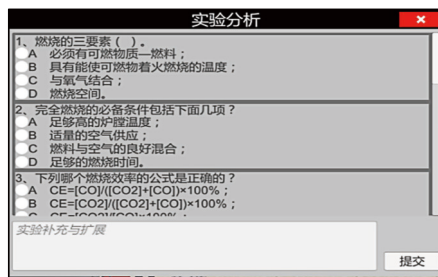 实验分析
1、燃烧的三要素（ ）。
A 必须有可燃物质—燃料；
B 具有能使可燃物着火燃烧的温度；
C 与氧气结合；
D 燃烧空间。
2、完全燃烧的必备条件包括下面几项？
A 足够高的炉膛温度；
B 适量的空气供应；
C 燃料与空气的良好混合；
D 足够的燃烧时间。
3、下列哪个燃烧效率的公式是正确的？
A CE=[CO]/([CO2]+[CO])×100%；
B CE=[CO2]/([CO2]+[CO])×100%；
实验补充与扩展
提交